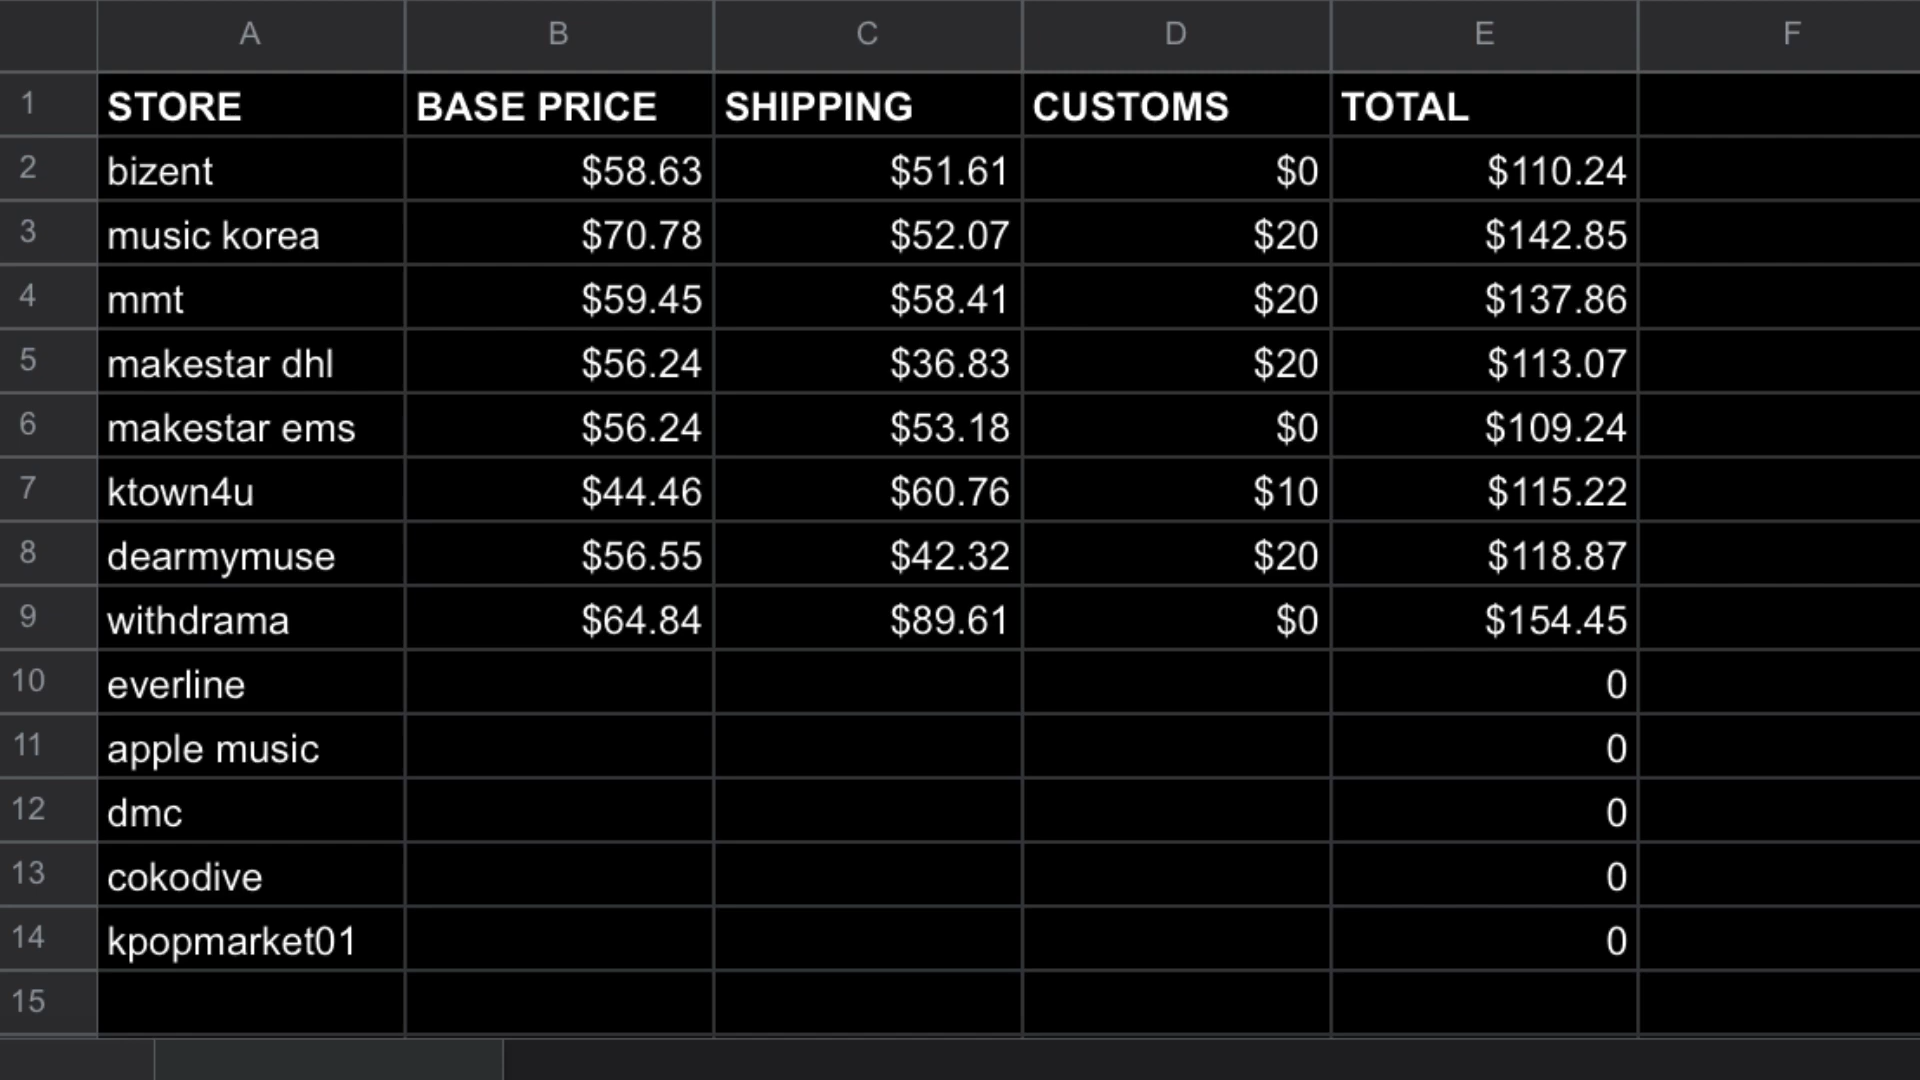 A B C D E F
1 STORE BASE PRICE SHIPPING CUSTOMS TOTAL
2 bizent $58.63 $51.61 $0 $110.24
3 music korea $70.78 $52.07 $20 $142.85
4 mmt $59.45 $58.41 $20 $137.86
5 makestar dhl $56.24 $36.83 $20 $113.07
6 makestar ems $56.24 $53.18 $0 $109.24
7 ktown4u $44.46 $60.76 $10 $115.22
8 dearmymuse $56.55 $42.32 $20 $118.87
9 withdrama $64.84 $89.61 $0 $154.45
10 everline 0
11 apple music 0
12 dmc 0
13 cokodive 0
14 kpopmarket01 0
15